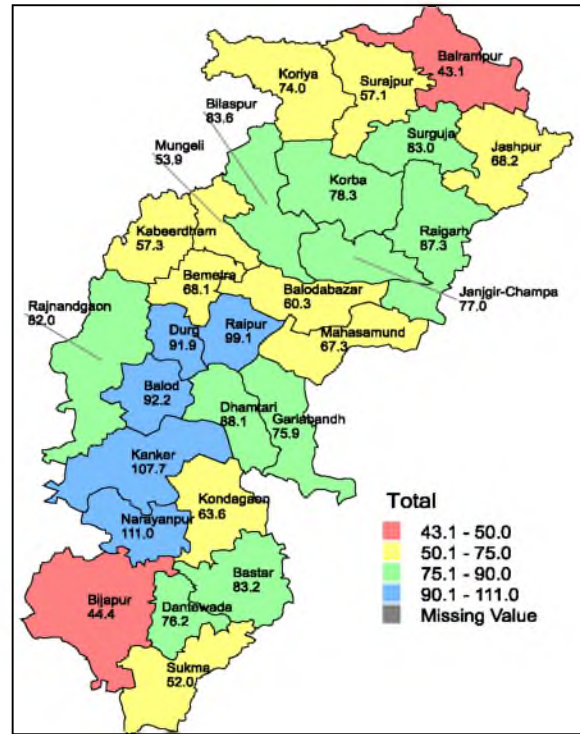 Balrampur
43.1
Koriya
74.0
Surajpur
57.1
Bilaspur
83.6
Surguja
83.0
Jashpur
68.2
Mungeli
53.9
Korba
78.3
Raigarh
87.3
Kabeerdham
57.3
Bemetra
68.1
Balodabazar
60.3
Janjgir-Champa
77.0
Rajnandgaon
82.0
Durg
91.9
Raipur
99.1
Mahasamund
67.3
Balod
92.2
Dhamtari
88.1
Gariabandh
75.9
Kanker
107.7
Kondagaon
63.6
Narayanpur
111.0
Bastar
83.2
Bijapur
44.4
Dantewada
76.2
Sukma
52.0
Total
43.1 - 50.0
50.1 - 75.0
75.1 - 90.0
90.1 - 111.0
Missing Value